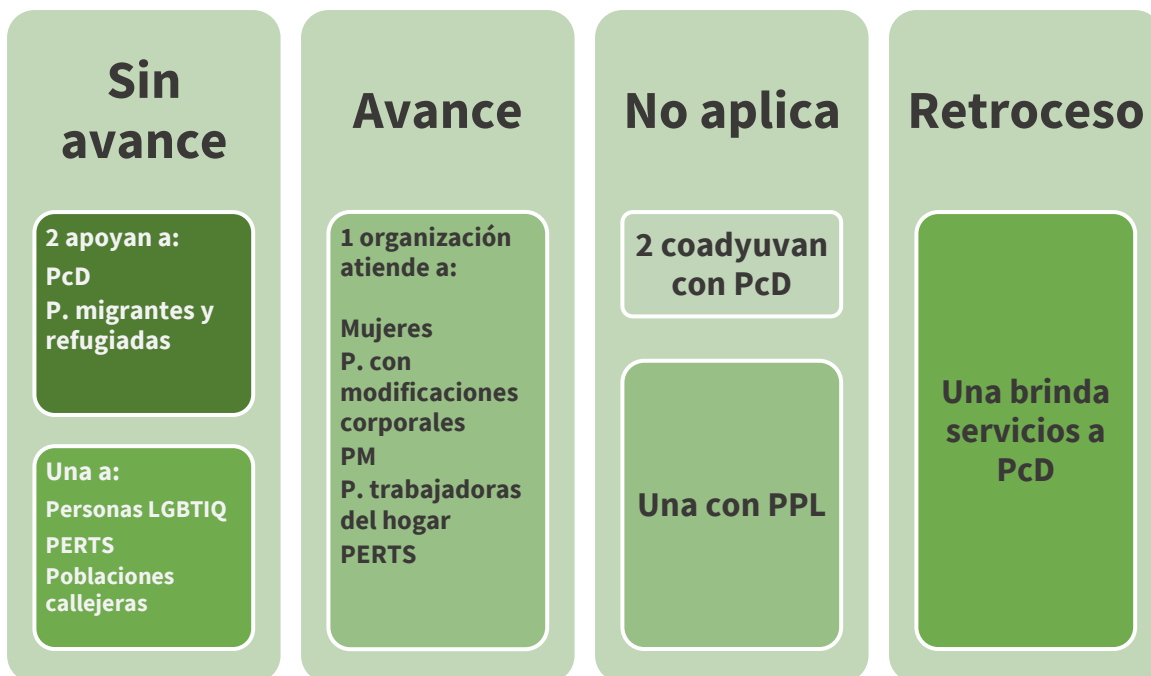 Sin
avance
2 apoyan a:
PcD
P. migrantes y
refugiadas
Una a:
Personas LGBTIQ
PERTS
Poblaciones
callejeras
Avance
1 organización
atiende a:
Mujeres
P. con
modificaciones
corporales
PM
P. trabajadoras
del hogar
PERTS
No aplica
2 coadyuvan
con PcD
Una con PPL
Retroceso
Una brinda
servicios a
PcD